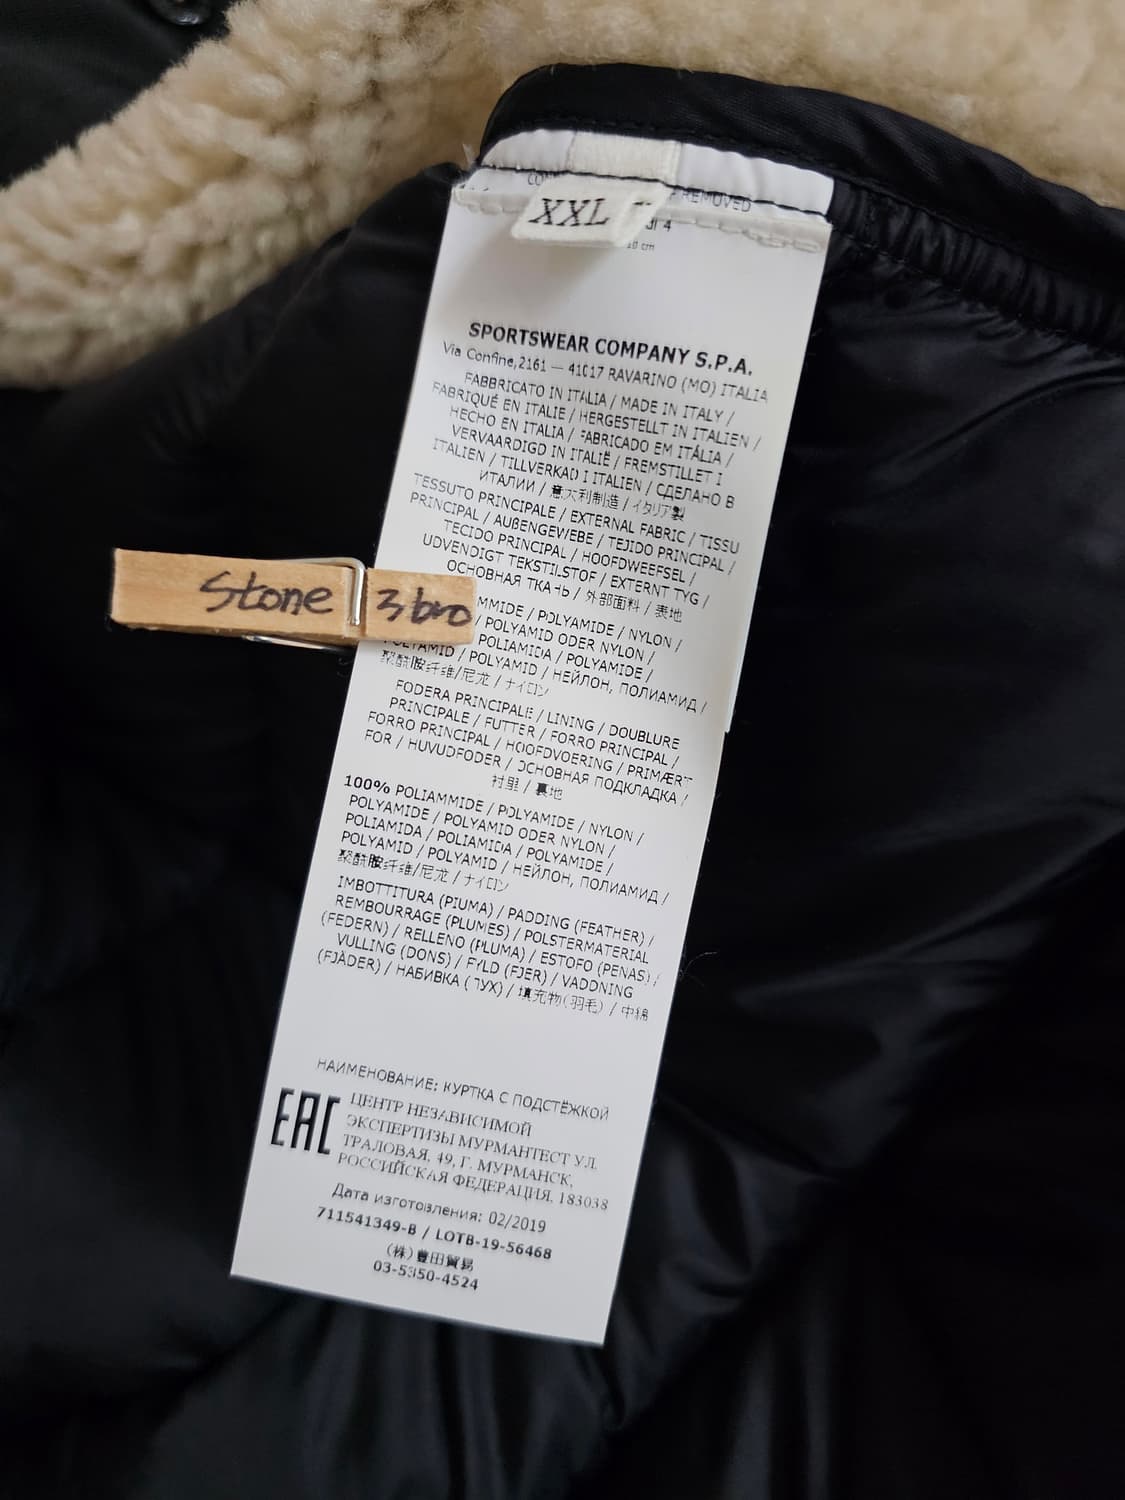 REMOVED
XXL
4
10 cm
SPORTSWEAR COMPANY S.P.A.
Via Confine,2161 — 41017 RAVARINO (MO) ITALIA
FABBRICATO IN ITALIA / MADE IN ITALY /
FABRIQUÉ EN ITALIE / HERGESTELLT IN ITALIEN /
HECHO EN ITALIA / FABRICADO EM ITÁLIA /
VERVAARDIGD IN ITALIË / FREMSTILLET I
ITALIEN / TILLVERKAD I ITALIEN / СДЕЛАНО В
ИТАЛИИ / 意大利制造 / イタリア製
TESSUTO PRINCIPALE / EXTERNAL FABRIC / TISSU
PRINCIPAL / AUßENGEWEBE / TEJIDO PRINCIPAL /
TECIDO PRINCIPAL / HOOFDWEEFSEL /
UDVENDIGT TEKSTILSTOF / EXTERNT TYG /
ОСНОВНАЯ ТКАНЬ / 外部面料 / 表地
Stone 3 bro
MMIDE / POLYAMIDE / NYLON /
/ POLYAMID ODER NYLON /
POLIAMIDA / POLYAMIDE /
POLYAMID / POLYAMID / НЕЙЛОН, ПОЛИАМИД /
聚酰胺纤维/尼龙 / ナイロン
FODERA PRINCIPALE / LINING / DOUBLURE
PRINCIPALE / FUTTER / FORRO PRINCIPAL /
FORRO PRINCIPAL / HOOFDVOERING / PRIMÆRT
FOR / HUVUDFODER / ОСНОВНАЯ ПОДКЛАДКА /
衬里 / 裏地
100% POLIAMMIDE / POLYAMIDE / NYLON /
POLYAMIDE / POLYAMID ODER NYLON /
POLIAMIDA / POLIAMIDA / POLYAMIDE /
POLYAMID / POLYAMID / НЕЙЛОН, ПОЛИАМИД /
聚酰胺纤维/尼龙 / ナイロン
IMBOTTITURA (PIUMA) / PADDING (FEATHER) /
REMBOURRAGE (PLUMES) / POLSTERMATERIAL
(FEDERN) / RELLENO (PLUMA) / ESTOFO (PENAS) /
VULLING (DONS) / FYLD (FJER) / VADDNING
(FJÄDER) / НАБИВКА (ПУХ) / 填充物(羽毛) / 中綿
НАИМЕНОВАНИЕ: КУРТКА С ПОДСТЁЖКОЙ
EAC
ЦЕНТР НЕЗАВИСИМОЙ
ЭКСПЕРТИЗЫ МУРМАНТЕСТ УЛ.
ТРАЛОВАЯ, 49, Г. МУРМАНСК,
РОССИЙСКАЯ ФЕДЕРАЦИЯ, 183038
Дата изготовления: 02/2019
711541349-B / LOTB-19-56468
(株)豊田貿易
03-5350-4524